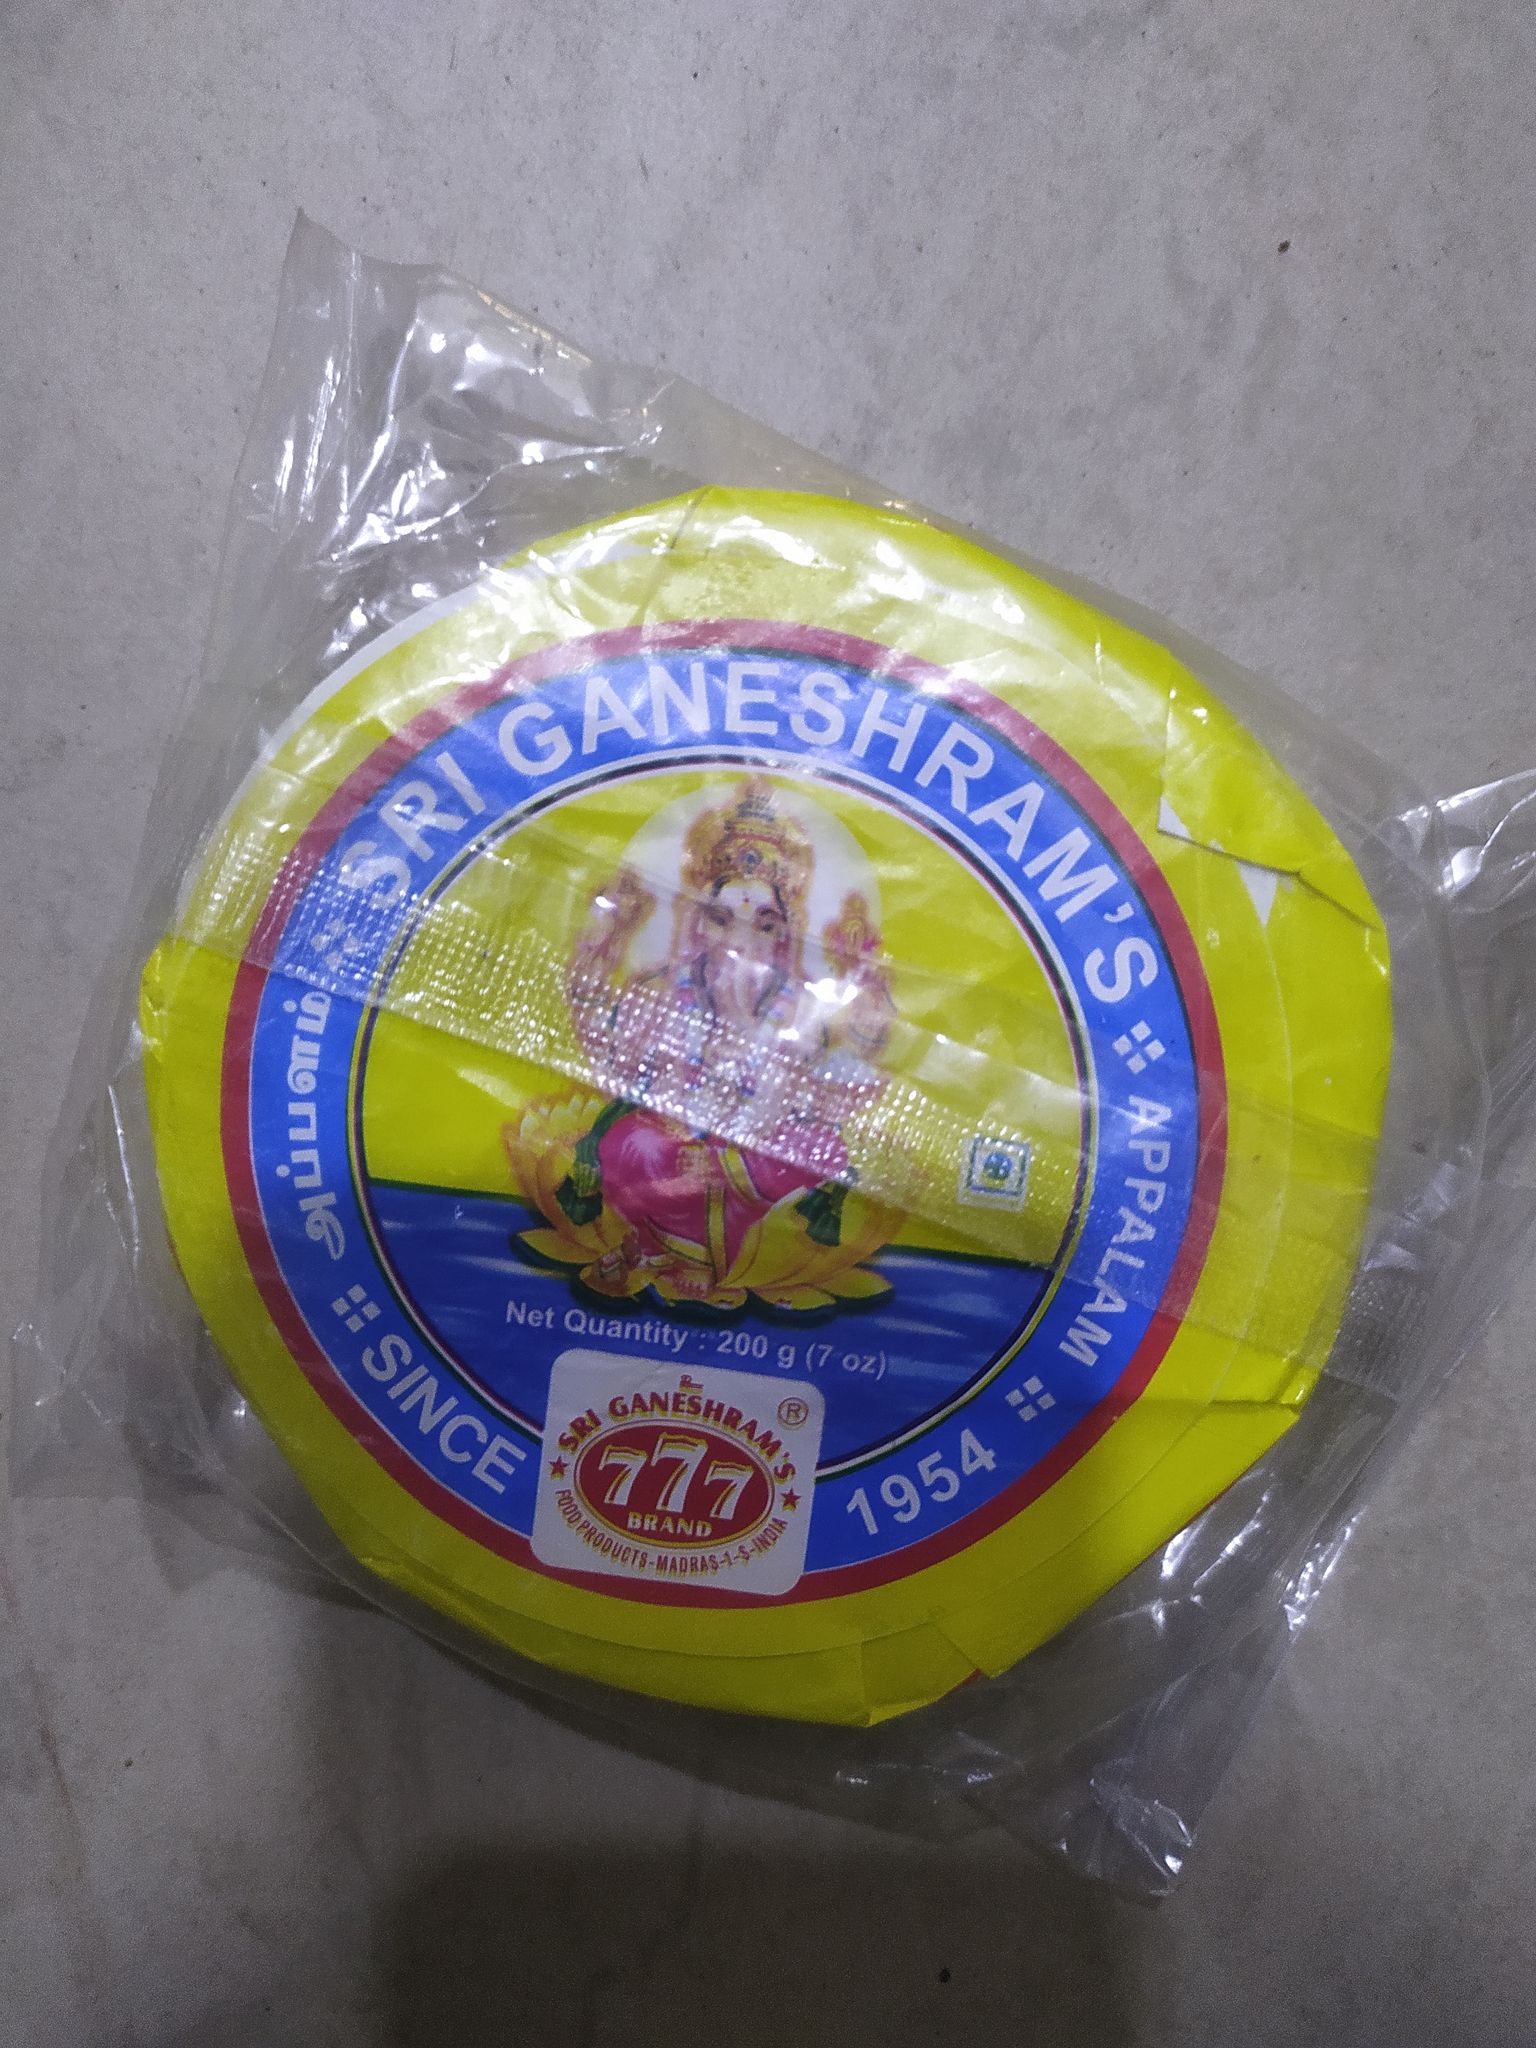 SRI GANESHRAM'S
APPALAM
அப்பளம்
SINCE 1954
Net Quantity : 200 g (7 oz)
SRI GANESHRAM'S
®
777
BRAND
FOOD PRODUCTS-MADRAS-1-S-INDIA